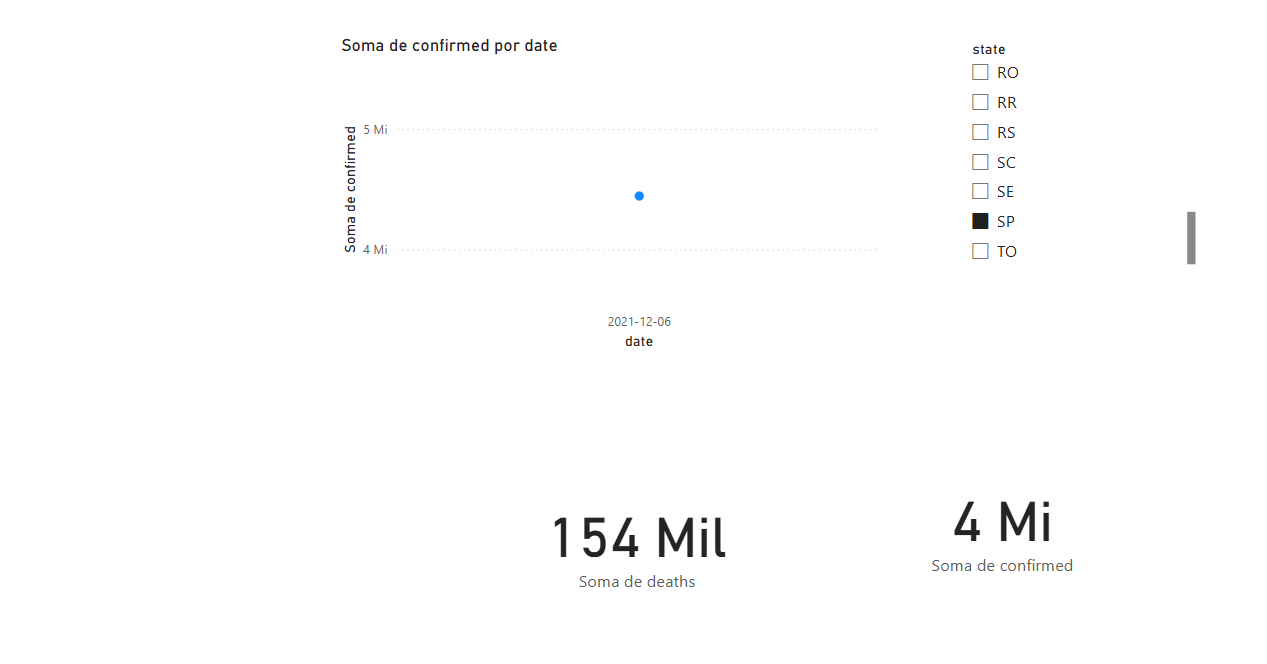 Soma de confirmed por date
Soma de confirmed
5 Mi
4 Mi
2021-12-06
date
state
RO
RR
RS
SC
SE
SP
TO
154 Mil
Soma de deaths
4 Mi
Soma de confirmed